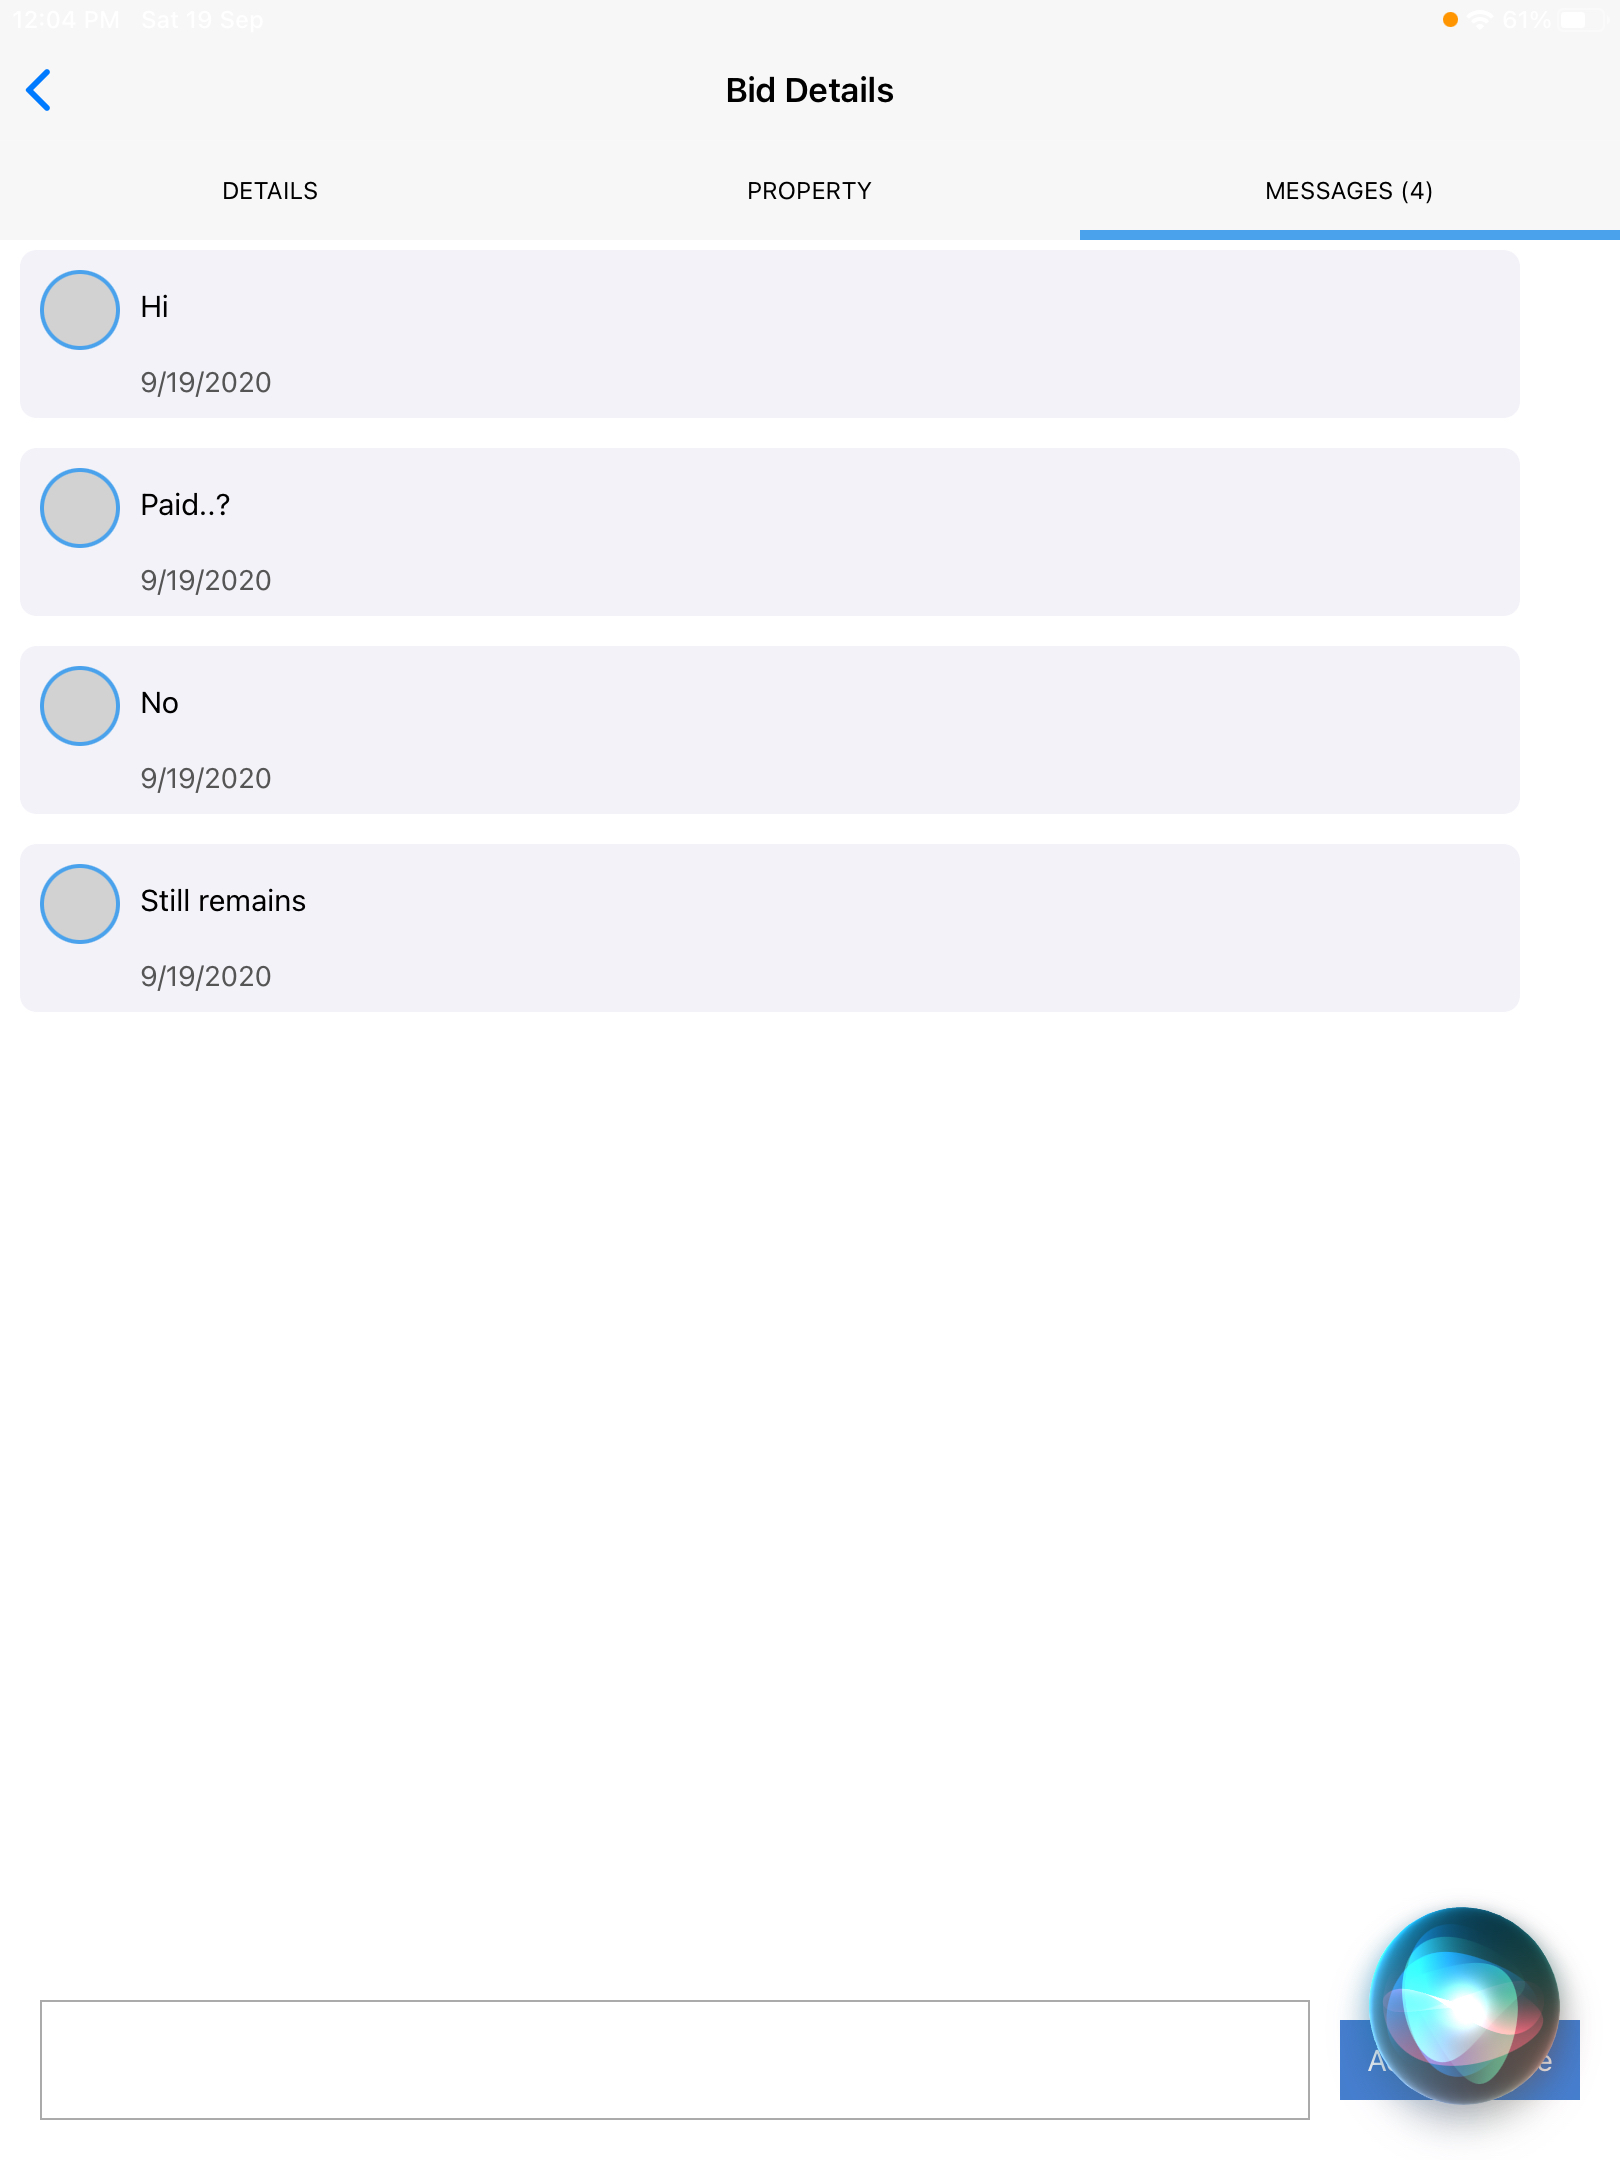 12:04 PM Sat 19 Sep
61%
Bid Details
DETAILS
PROPERTY
MESSAGES (4)
Hi
9/19/2020
Paid..?
9/19/2020
No
9/19/2020
Still remains
9/19/2020